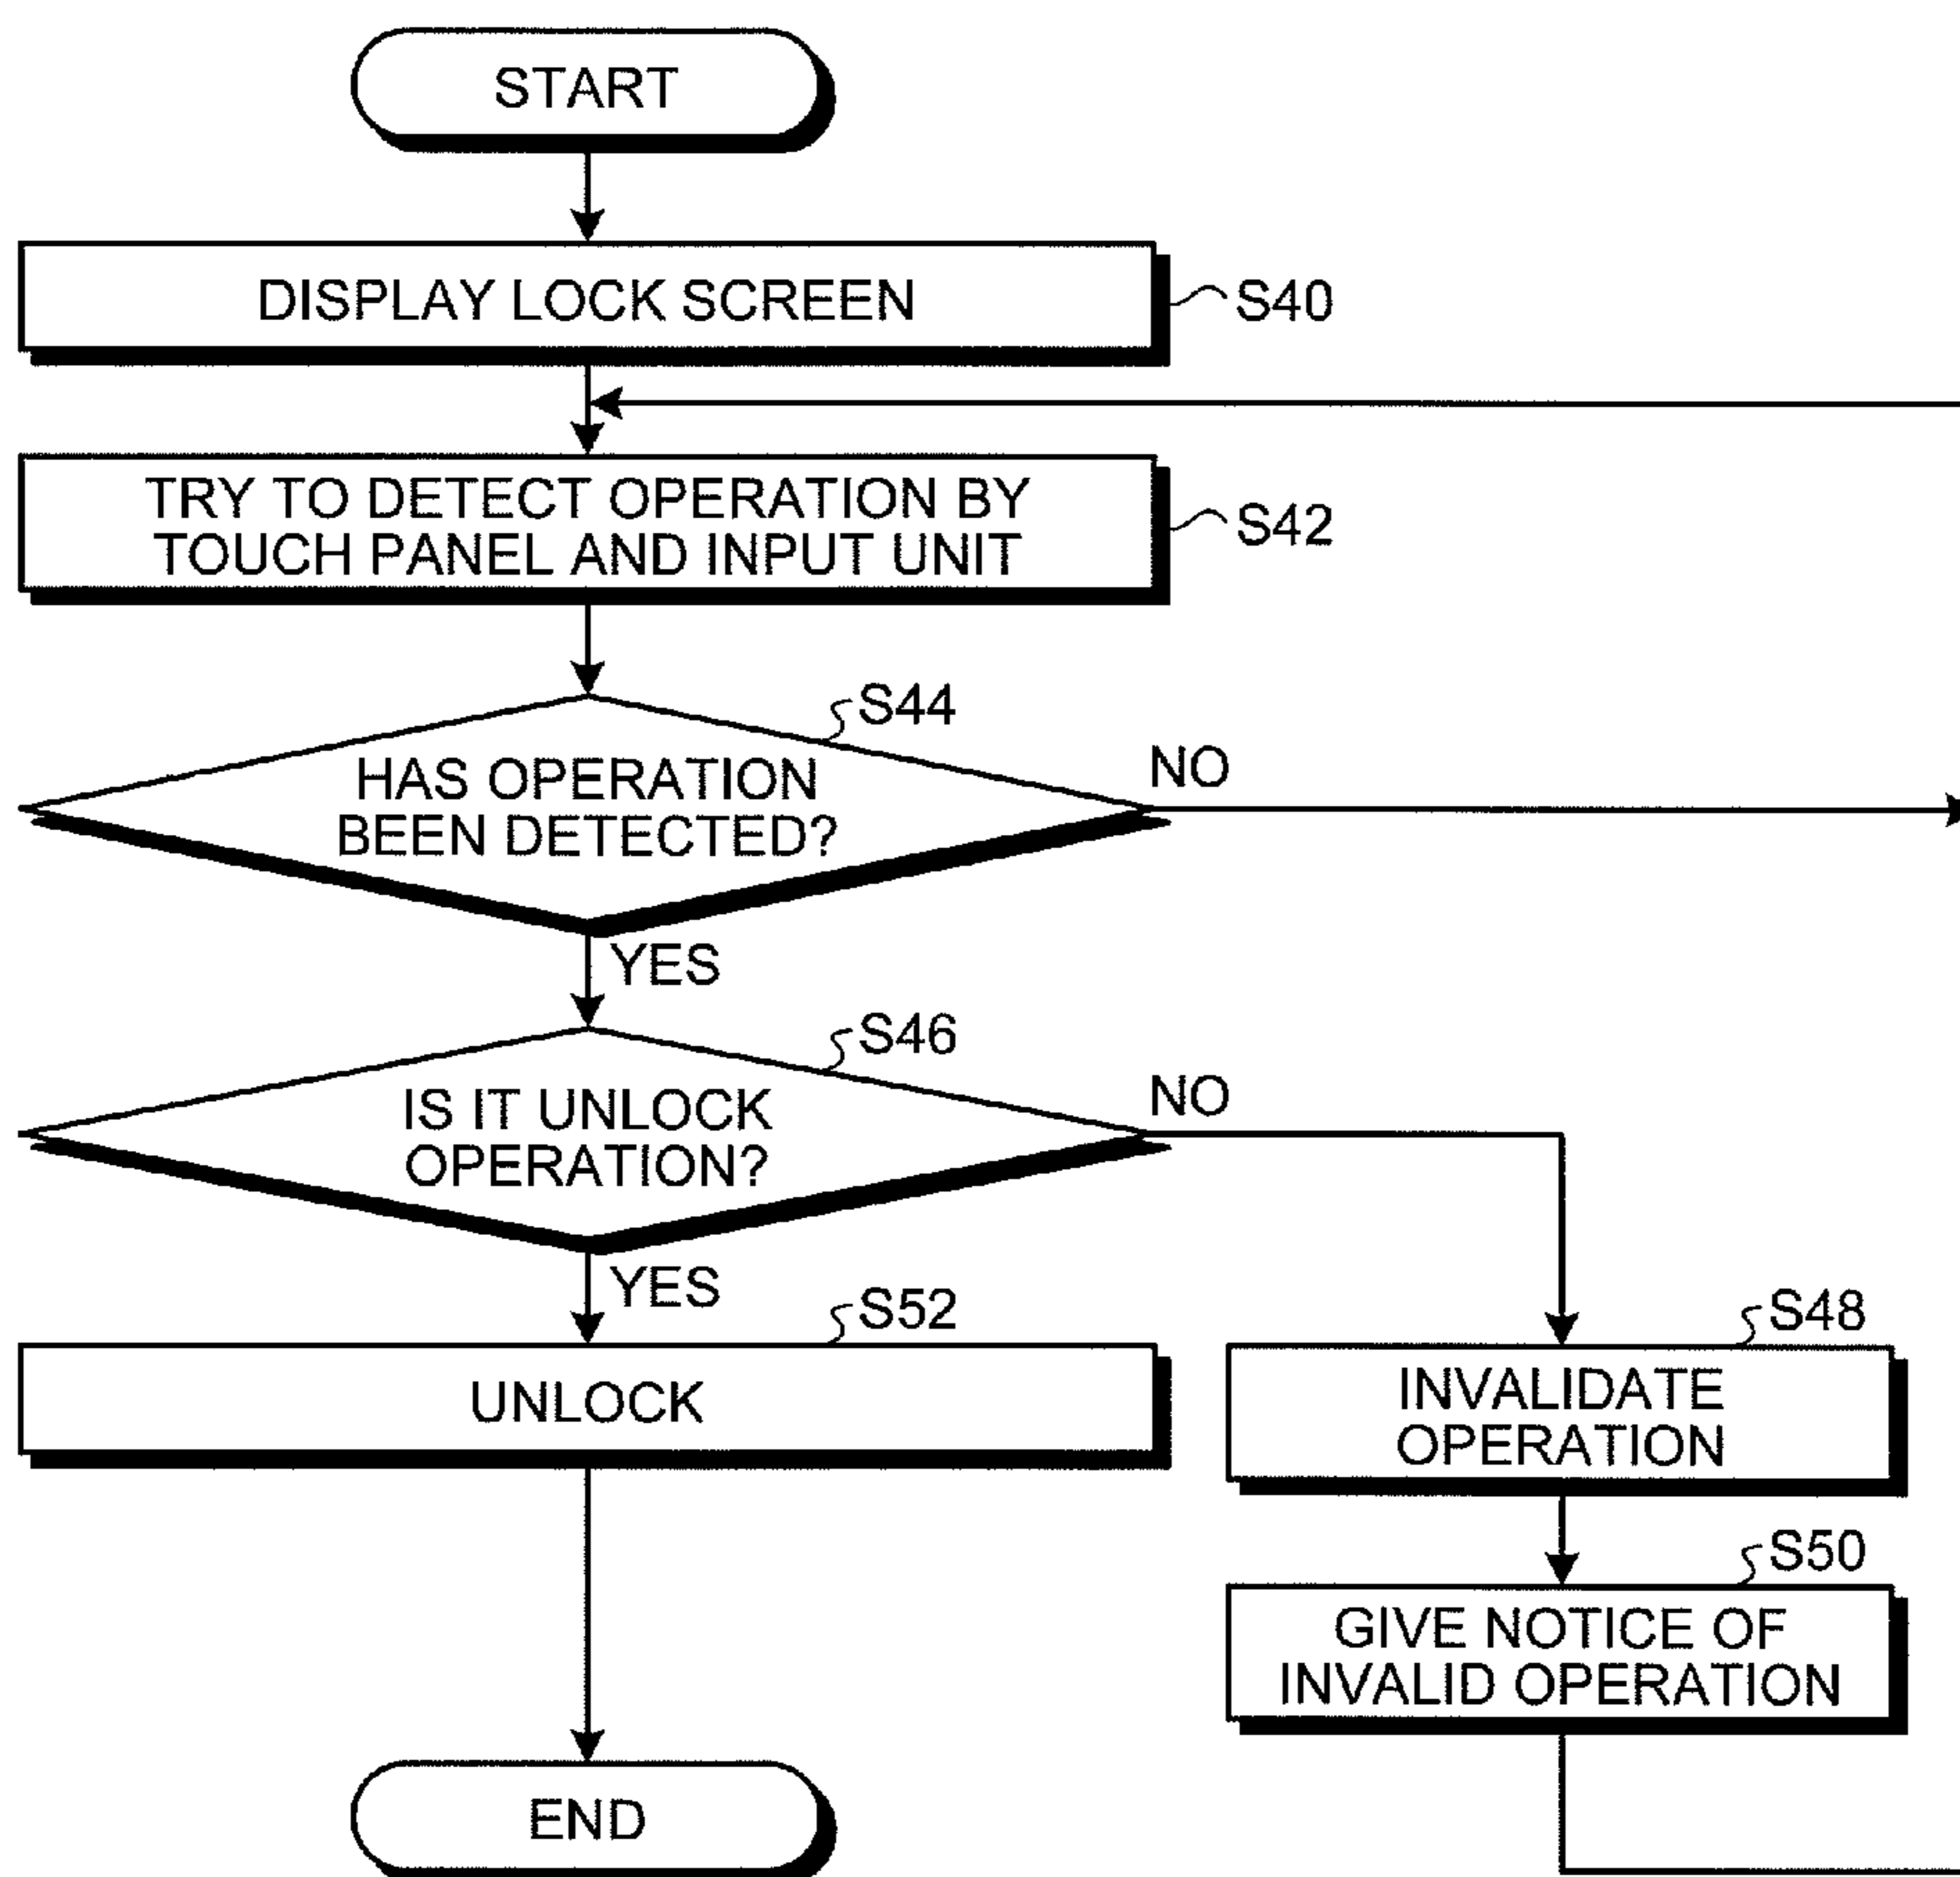 START
DISPLAY LOCK SCREEN
S40
TRY TO DETECT OPERATION BY
TOUCH PANEL AND INPUT UNIT
S42
S44
HAS OPERATION
BEEN DETECTED?
NO
YES
S46
IS IT UNLOCK
OPERATION?
NO
YES
S52
UNLOCK
S48
INVALIDATE
OPERATION
S50
GIVE NOTICE OF
INVALID OPERATION
END